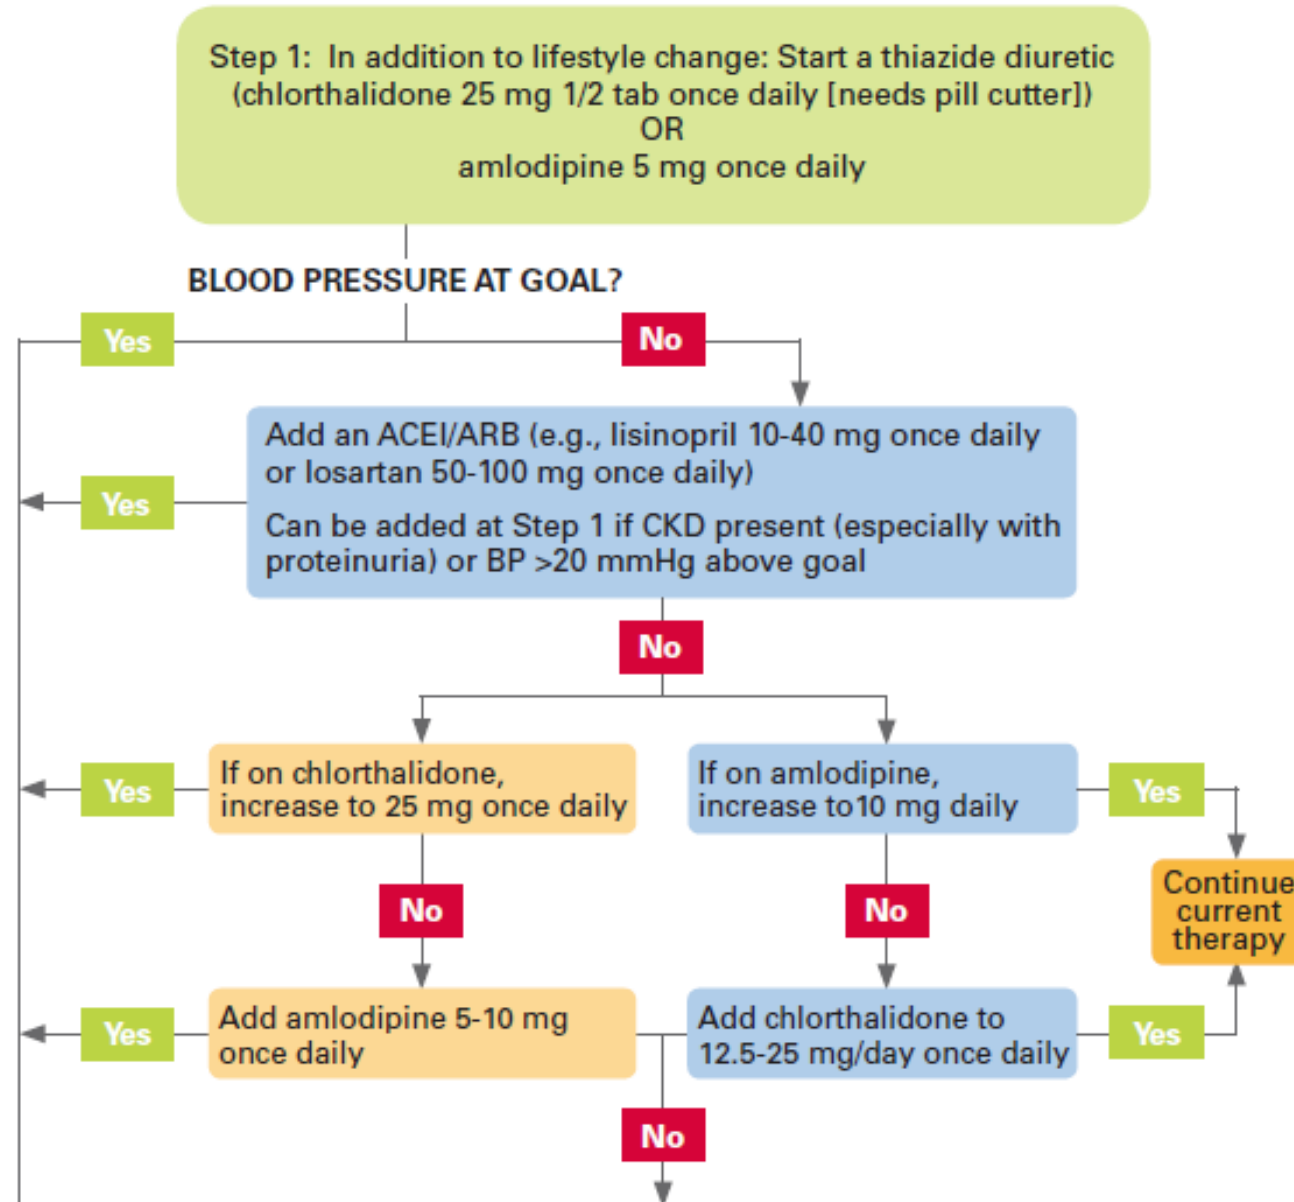 Step 1: In addition to lifestyle change: Start a thiazide diuretic
(chlorthalidone 25 mg 1/2 tab once daily [needs pill cutter])
OR
amlodipine 5 mg once daily
BLOOD PRESSURE AT GOAL?
Yes
No
Add an ACEI/ARB (e.g., lisinopril 10-40 mg once daily
or losartan 50-100 mg once daily)
Can be added at Step 1 if CKD present (especially with
proteinuria) or BP >20 mmHg above goal
Yes
No
Yes
If on chlorthalidone,
increase to 25 mg once daily
If on amlodipine,
increase to10 mg daily
Yes
No
No
Continue
current
therapy
Yes
Add amlodipine 5-10 mg
once daily
Add chlorthalidone to
12.5-25 mg/day once daily
Yes
No